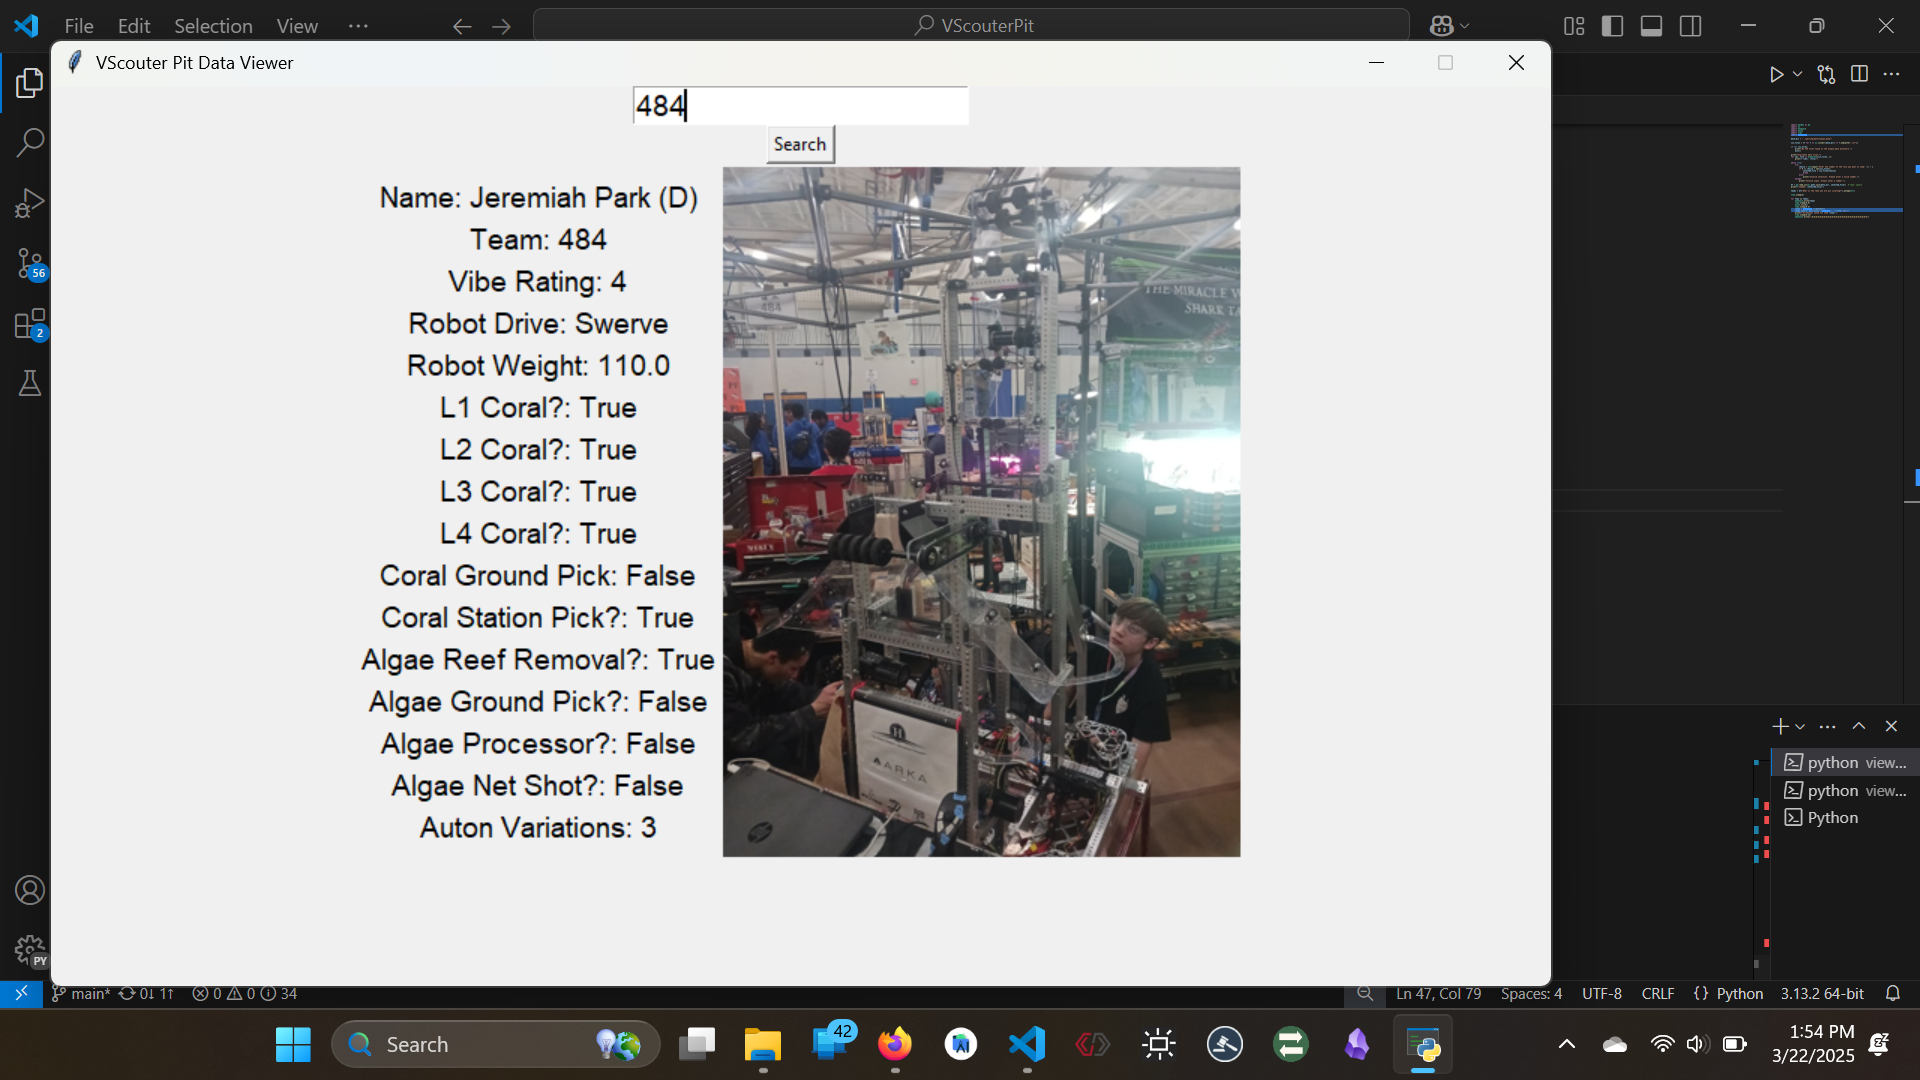 File Edit Selection View ...
VScouterPit
VScouter Pit Data Viewer
484
Search
Name: Jeremiah Park (D)
Team: 484
Vibe Rating: 4
Robot Drive: Swerve
Robot Weight: 110.0
L1 Coral?: True
L2 Coral?: True
L3 Coral?: True
L4 Coral?: True
Coral Ground Pick: False
Coral Station Pick?: True
Algae Reef Removal?: True
Algae Ground Pick?: False
Algae Processor?: False
Algae Net Shot?: False
Auton Variations: 3
484
THE MIRACLE W
SHARK TA
AARKA
56
2
PY
python view...
python view...
Python
main* 0↓ 1↑ 0 0 34
Ln 47, Col 79 Spaces: 4 UTF-8 CRLF {} Python 3.13.2 64-bit
Search
42
1:54 PM
3/22/2025